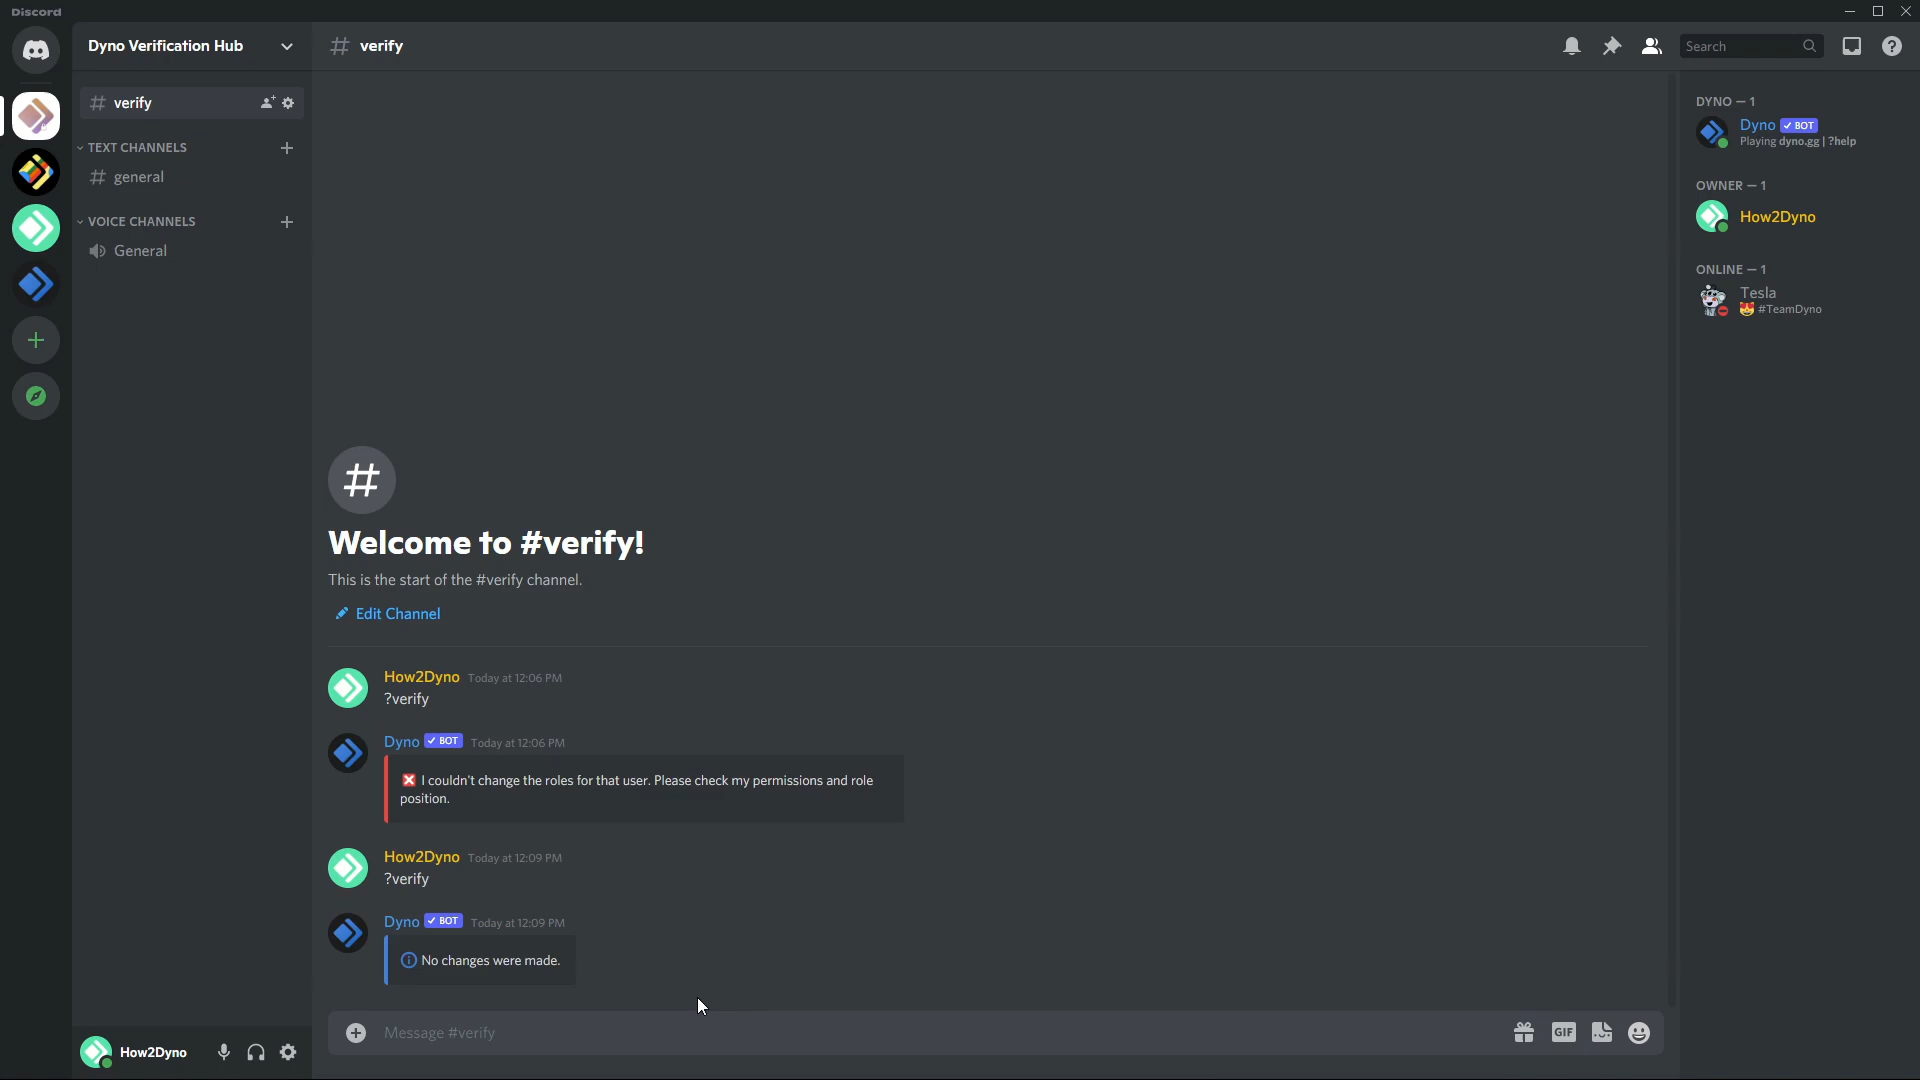 Discord
Dyno Verification Hub
verify
TEXT CHANNELS
general
VOICE CHANNELS
General
How2Dyno
verify
Search
Welcome to #verify!
This is the start of the #verify channel.
Edit Channel
How2Dyno Today at 12:06 PM
?verify
Dyno ✓ BOT Today at 12:06 PM
I couldn't change the roles for that user. Please check my permissions and role
position.
How2Dyno Today at 12:09 PM
?verify
Dyno ✓ BOT Today at 12:09 PM
No changes were made.
Message #verify
GIF
DYNO — 1
Dyno ✓ BOT
Playing dyno.gg | ?help
OWNER — 1
How2Dyno
ONLINE — 1
Tesla
#TeamDyno